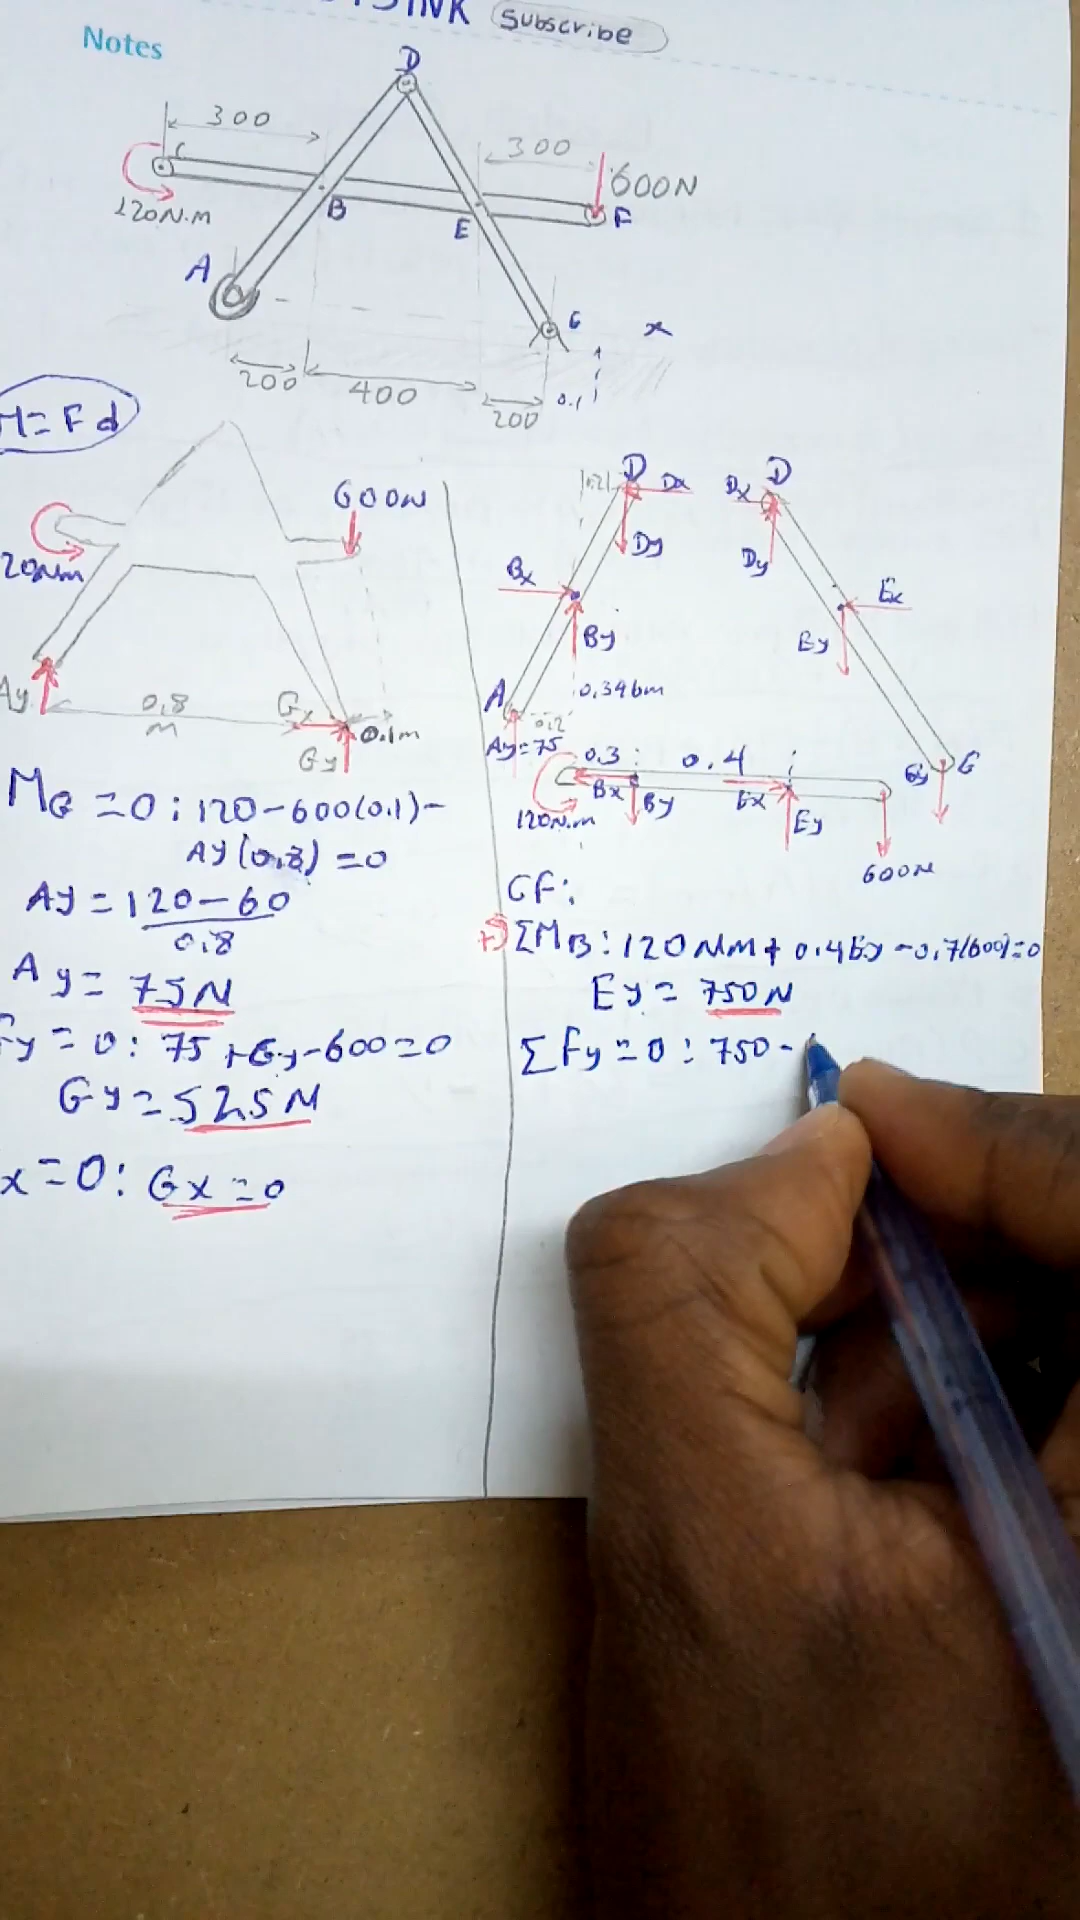 Subscribe
Notes
D
300
300
600N
C
120N.m
B
E
F
A
G
x
200
400
200
0.1
M=Fd
600N
20Nm
Ay
0,8
m
Gx
0.1m
Gy
D
Dx
Dy
Bx
By
A
0,346m
0,2
Ay=75
Dx
D
Dy
Ex
Ey
Gy
G
0.3
0.4
Bx
By
Ex
Ey
120N.m
600N
MG=0:120-600(0.1)-
Ay(0,8)=0
Ay=120-60
0,8
Ay=75N
Fy=0: 75+Gy-600=0
Gy=525N
x=0: Gx=0
CF:
+ΣMB:120Nm+0.4Ey-0.7(600)=0
Ey=750N
Σfy=0: 750-